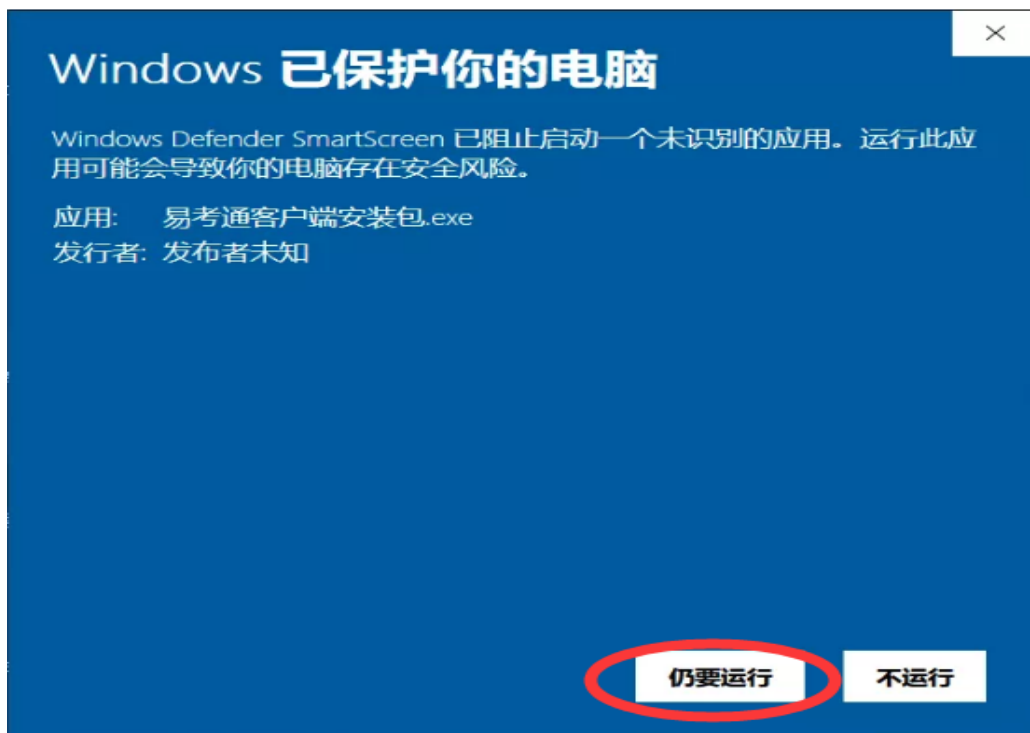 Windows 已保护你的电脑
Windows Defender SmartScreen 已阻止启动一个未识别的应用。运行此应
用可能会导致你的电脑存在安全风险。
应用: 易考通客户端安装包.exe
发行者: 发布者未知
仍要运行 不运行